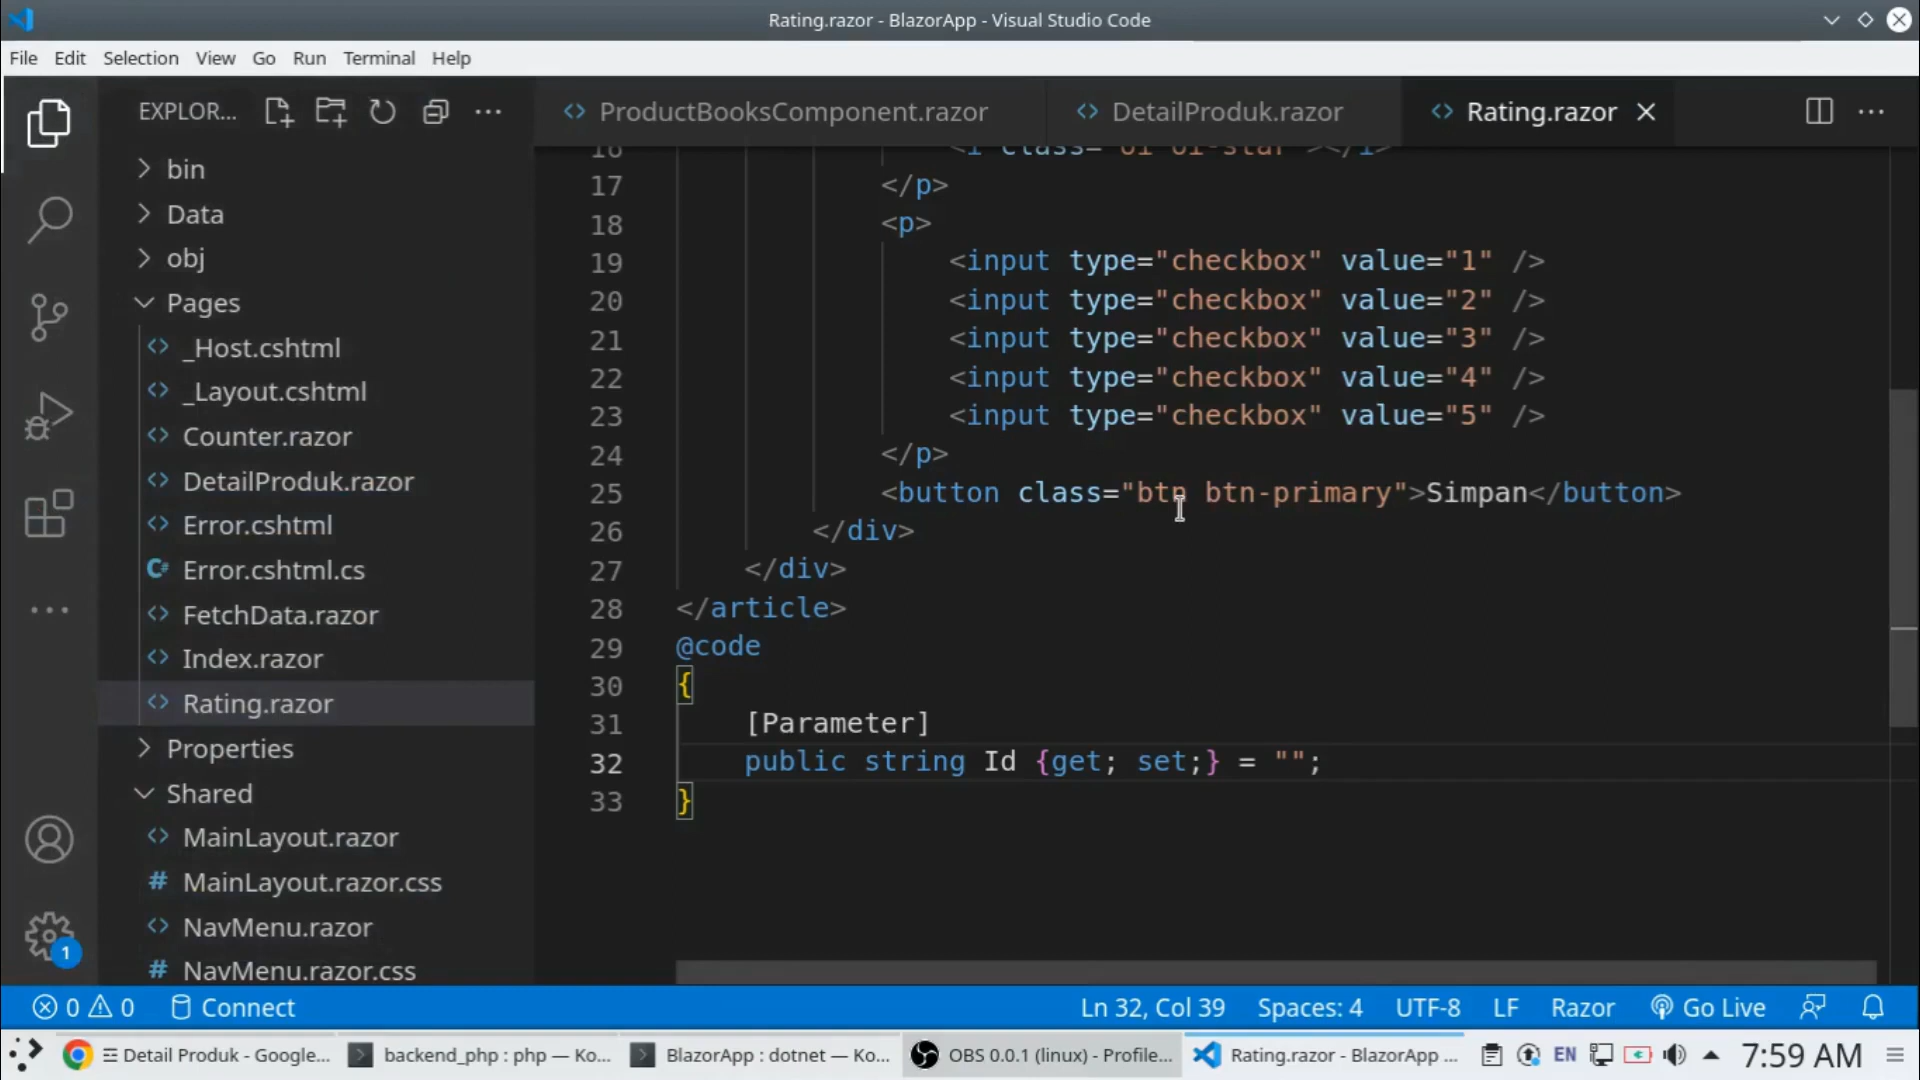 Rating.razor - BlazorApp - Visual Studio Code
File Edit Selection View Go Run Terminal Help
EXPLOR...
ProductBooksComponent.razor
DetailProduk.razor
Rating.razor
bin
Data
obj
Pages
_Host.cshtml
_Layout.cshtml
Counter.razor
DetailProduk.razor
Error.cshtml
Error.cshtml.cs
FetchData.razor
Index.razor
Rating.razor
Properties
Shared
MainLayout.razor
MainLayout.razor.css
NavMenu.razor
NavMenu.razor.css
1
16 <i class="oi oi-star"></i>
17 </p>
18 <p>
19 <input type="checkbox" value="1" />
20 <input type="checkbox" value="2" />
21 <input type="checkbox" value="3" />
22 <input type="checkbox" value="4" />
23 <input type="checkbox" value="5" />
24 </p>
25 <button class="btn btn-primary">Simpan</button>
26 </div>
27 </div>
28 </article>
29 @code
30 {
31 [Parameter]
32 public string Id {get; set;} = "";
33 }
0 0 Connect
Ln 32, Col 39 Spaces: 4 UTF-8 LF Razor Go Live
Detail Produk - Google...
backend_php : php — Ko...
BlazorApp : dotnet — Ko...
OBS 0.0.1 (linux) - Profile...
Rating.razor - BlazorApp ...
EN
7:59 AM